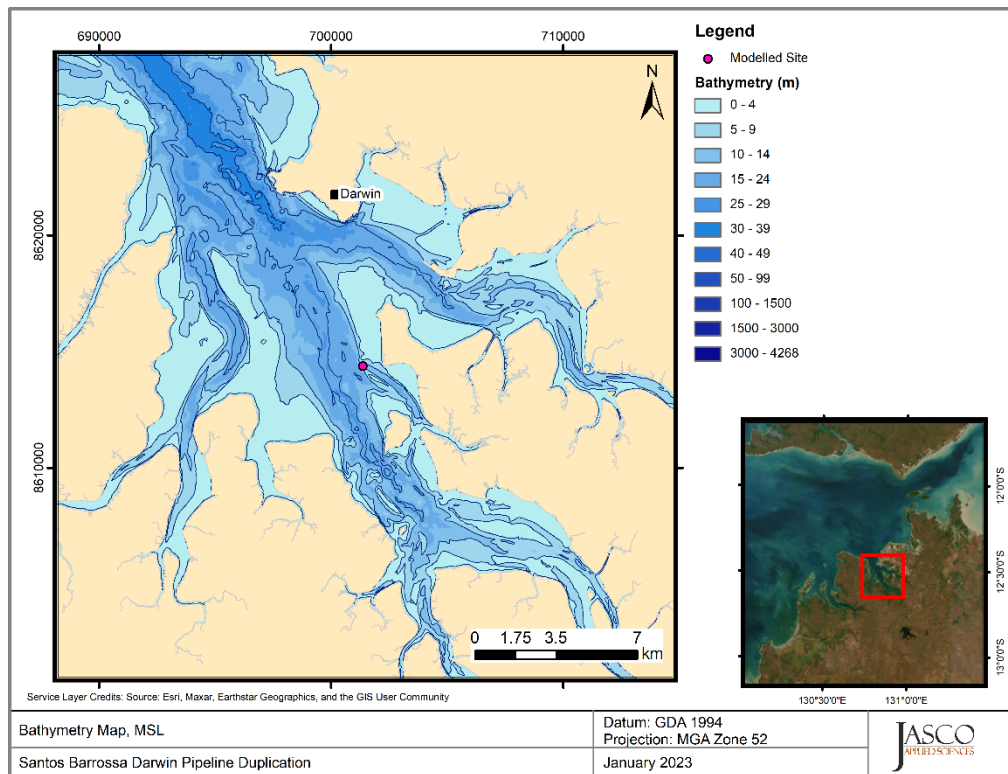 690000 700000 710000
8620000
8610000
N
Darwin
0 1.75 3.5 7
km
Legend
Modelled Site
Bathymetry (m)
0 - 4
5 - 9
10 - 14
15 - 24
25 - 29
30 - 39
40 - 49
50 - 99
100 - 1500
1500 - 3000
3000 - 4268
12°0'0"S
12°30'0"S
13°0'0"S
130°30'0"E 131°0'0"E
Service Layer Credits: Source: Esri, Maxar, Earthstar Geographics, and the GIS User Community
Bathymetry Map, MSL
Santos Barrossa Darwin Pipeline Duplication
Datum: GDA 1994
Projection: MGA Zone 52
January 2023
JASCO
APPLIED SCIENCES